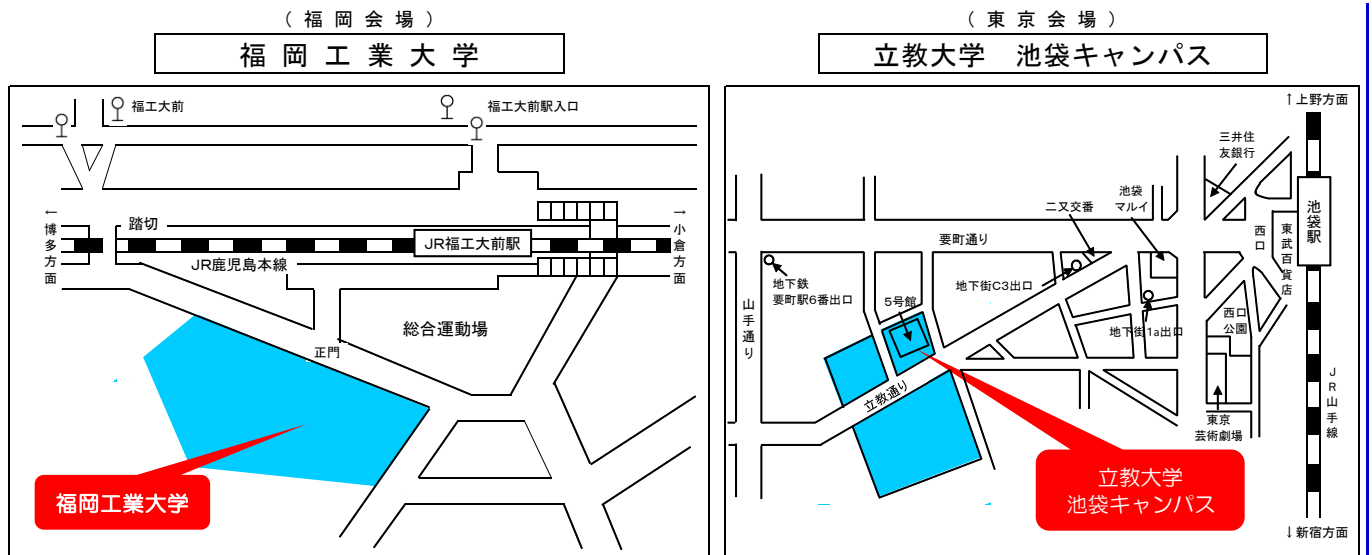 （ 福 岡 会 場 ）
福 岡 工 業 大 学
福工大前
福工大前駅入口
←博多方面
踏切
JR福工大前駅
→小倉方面
JR鹿児島本線
総合運動場
正門
福岡工業大学
（ 東 京 会 場 ）
立教大学　池袋キャンパス
↑上野方面
三井住
友銀行
池袋
マルイ
二又交番
池袋駅
要町通り
西口
東武百貨店
地下鉄
要町駅6番出口
地下街C3出口
5号館
山手通り
地下街1a出口
西口
公園
立教通り
JR山手線
東京
芸術劇場
立教大学
池袋キャンパス
↓新宿方面